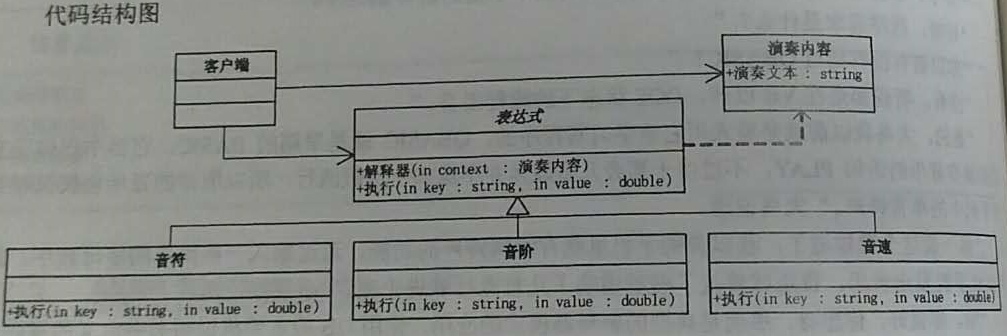 代码结构图
客户端
演奏内容
+演奏文本 : string
表达式
+解释器(in context : 演奏内容)
+执行(in key : string, in value : double)
音符
+执行(in key : string, in value : double)
音阶
+执行(in key : string, in value : double)
音速
+执行(in key : string, in value : double)